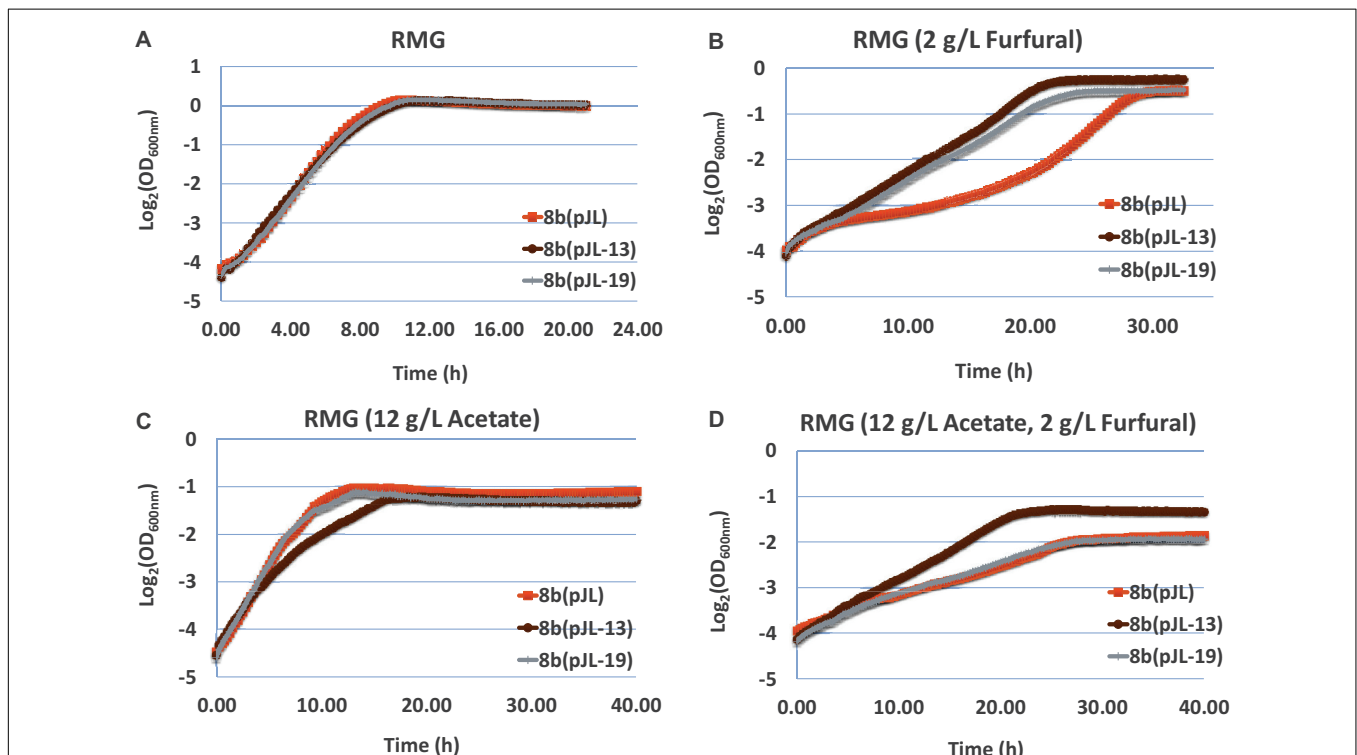 A
RMG
Log2(OD600nm)
1
0
-1
-2
-3
-4
-5
8b(pJL)
8b(pJL-13)
8b(pJL-19)
0.00 4.00 8.00 12.00 16.00 20.00 24.00
Time (h)
B
RMG (2 g/L Furfural)
Log2(OD600nm)
0
-1
-2
-3
-4
-5
8b(pJL)
8b(pJL-13)
8b(pJL-19)
0.00 10.00 20.00 30.00
Time (h)
C
RMG (12 g/L Acetate)
Log2(OD600nm)
0
-1
-2
-3
-4
-5
8b(pJL)
8b(pJL-13)
8b(pJL-19)
0.00 10.00 20.00 30.00 40.00
Time (h)
D
RMG (12 g/L Acetate, 2 g/L Furfural)
Log2(OD600nm)
0
-1
-2
-3
-4
-5
8b(pJL)
8b(pJL-13)
8b(pJL-19)
0.00 10.00 20.00 30.00 40.00
Time (h)